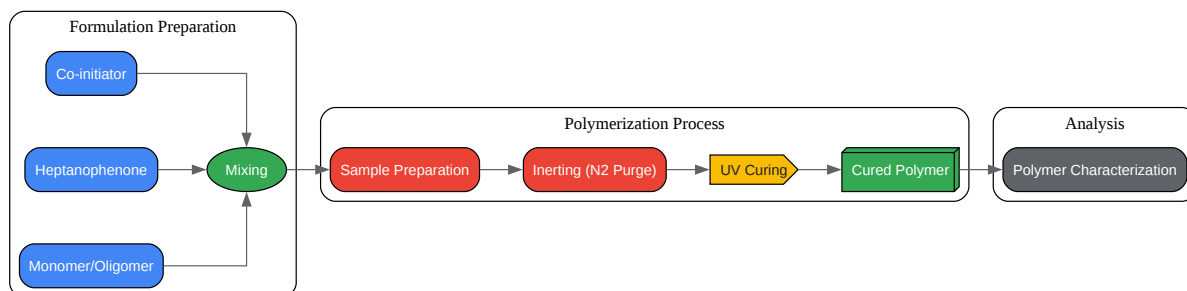 Formulation Preparation
Co-initiator
Heptanophenone
Mixing
Monomer/Oligomer
Polymerization Process
Sample Preparation
Inerting (N2 Purge)
UV Curing
Cured Polymer
Analysis
Polymer Characterization